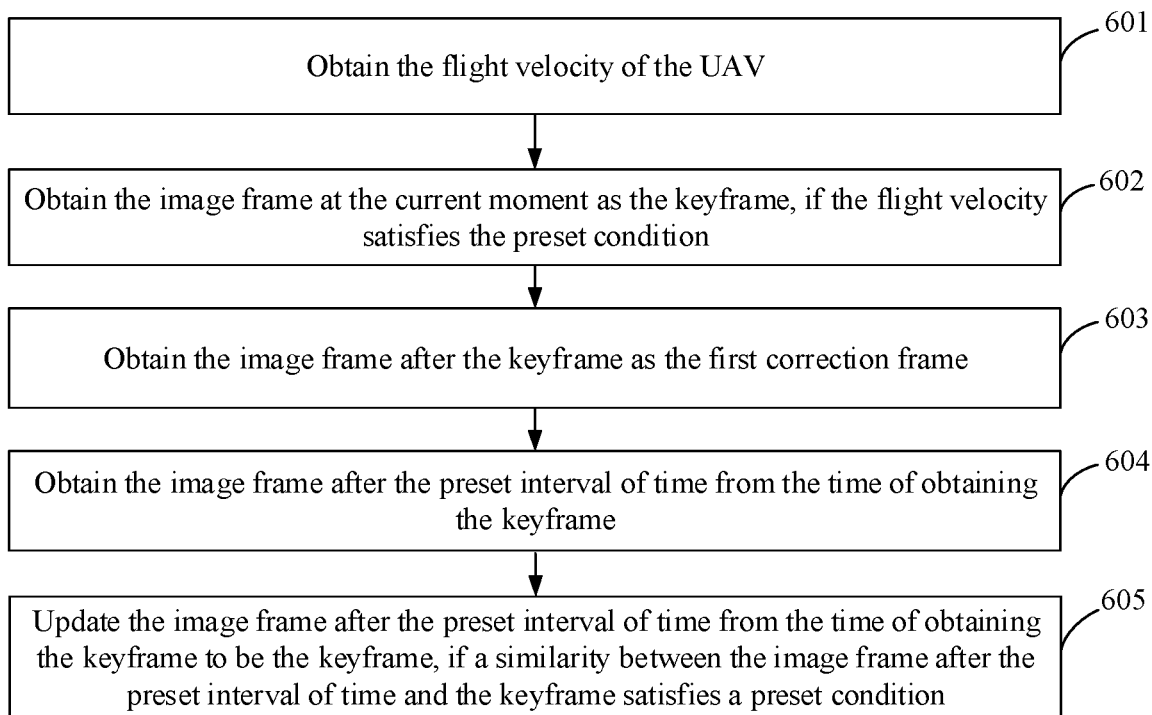 601
Obtain the flight velocity of the UAV
602
Obtain the image frame at the current moment as the keyframe, if the flight velocity
satisfies the preset condition
603
Obtain the image frame after the keyframe as the first correction frame
604
Obtain the image frame after the preset interval of time from the time of obtaining
the keyframe
605
Update the image frame after the preset interval of time from the time of obtaining
the keyframe to be the keyframe, if a similarity between the image frame after the
preset interval of time and the keyframe satisfies a preset condition